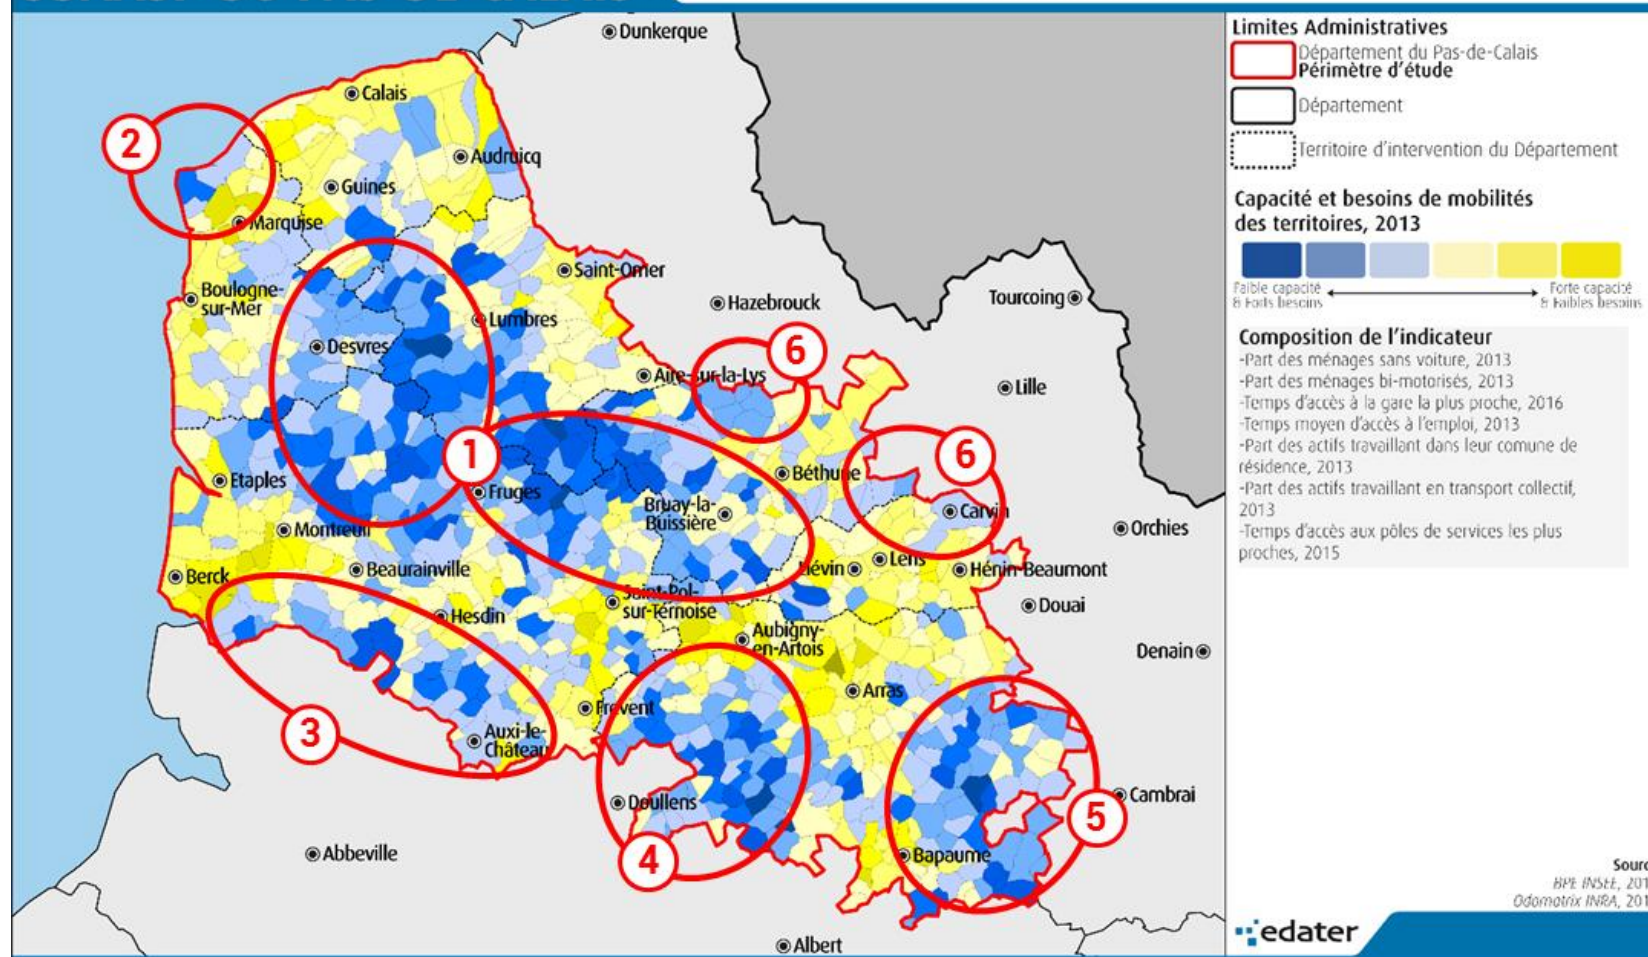 Dunkerque
Calais
2
Audruicq
Guines
Marquise
Saint-Omer
Boulogne-
sur-Mer
Hazebrouck
Tourcoing
Lumbres
Desvres
6
Aire-sur-la-Lys
Lille
1
6
Béthune
Etaples
Fruges
Bruay-la-
Buissière
Carvin
Montreuil
Orchies
Berck
Beaurainville
Liévin
Lens
Hénin-Beaumont
Saint-Pol-
sur-Ternoise
Hesdin
Douai
Aubigny-
en-Artois
Denain
Arras
Frévent
3
Auxi-le-
Château
Doullens
Cambrai
5
4
Abbeville
Bapaume
Albert
Limites Administratives
Département du Pas-de-Calais
Périmètre d'étude
Département
Territoire d'intervention du Département
Capacité et besoins de mobilités
des territoires, 2013
Faible capacité
& Forts besoins
Forte capacité
& Faibles besoins
Composition de l'indicateur
-Part des ménages sans voiture, 2013
-Part des ménages bi-motorisés, 2013
-Temps d'accès à la gare la plus proche, 2016
-Temps moyen d'accès à l'emploi, 2013
-Part des actifs travaillant dans leur comune de
résidence, 2013
-Part des actifs travaillant en transport collectif,
2013
-Temps d'accès aux pôles de services les plus
proches, 2015
Sourc
BPE INSEE, 201
Odomatrix INRA, 201
edater